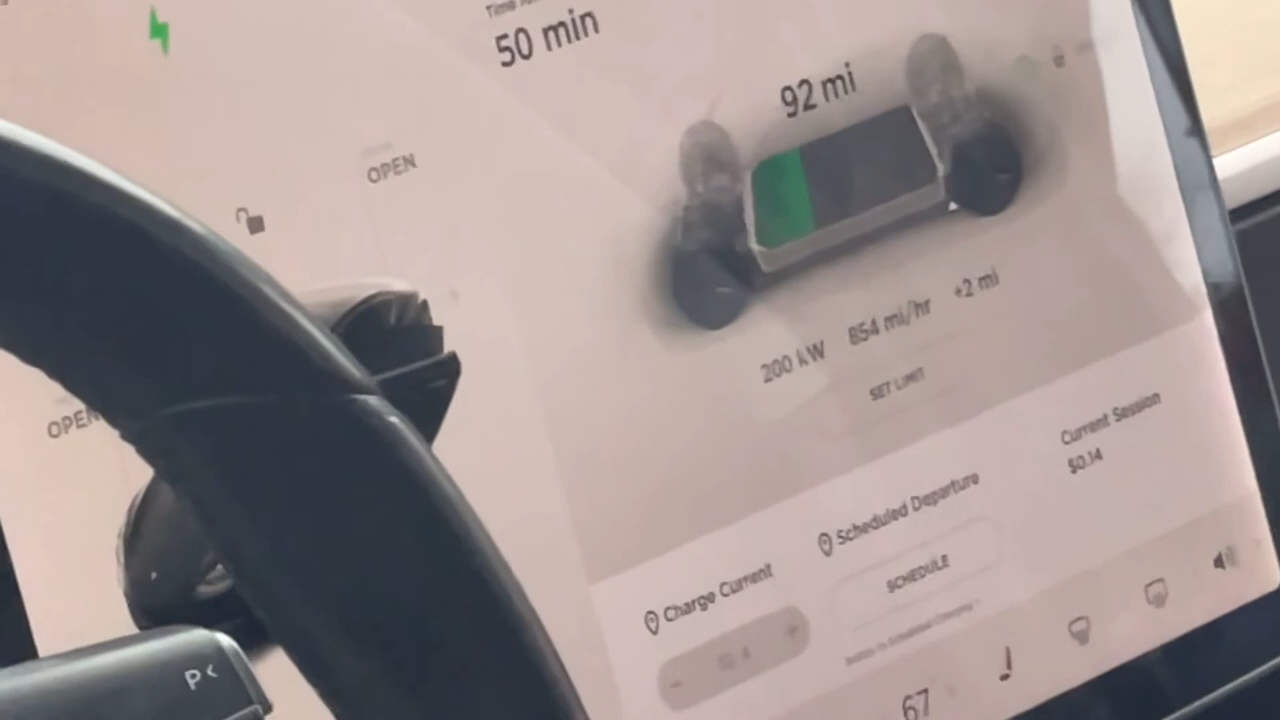 50 min
92 mi
OPEN
200 kW 854 mi/hr +2 mi
SET LIMIT
OPEN
Current Session
$0.14
Scheduled Departure
SCHEDULE
Charge Current
67
P